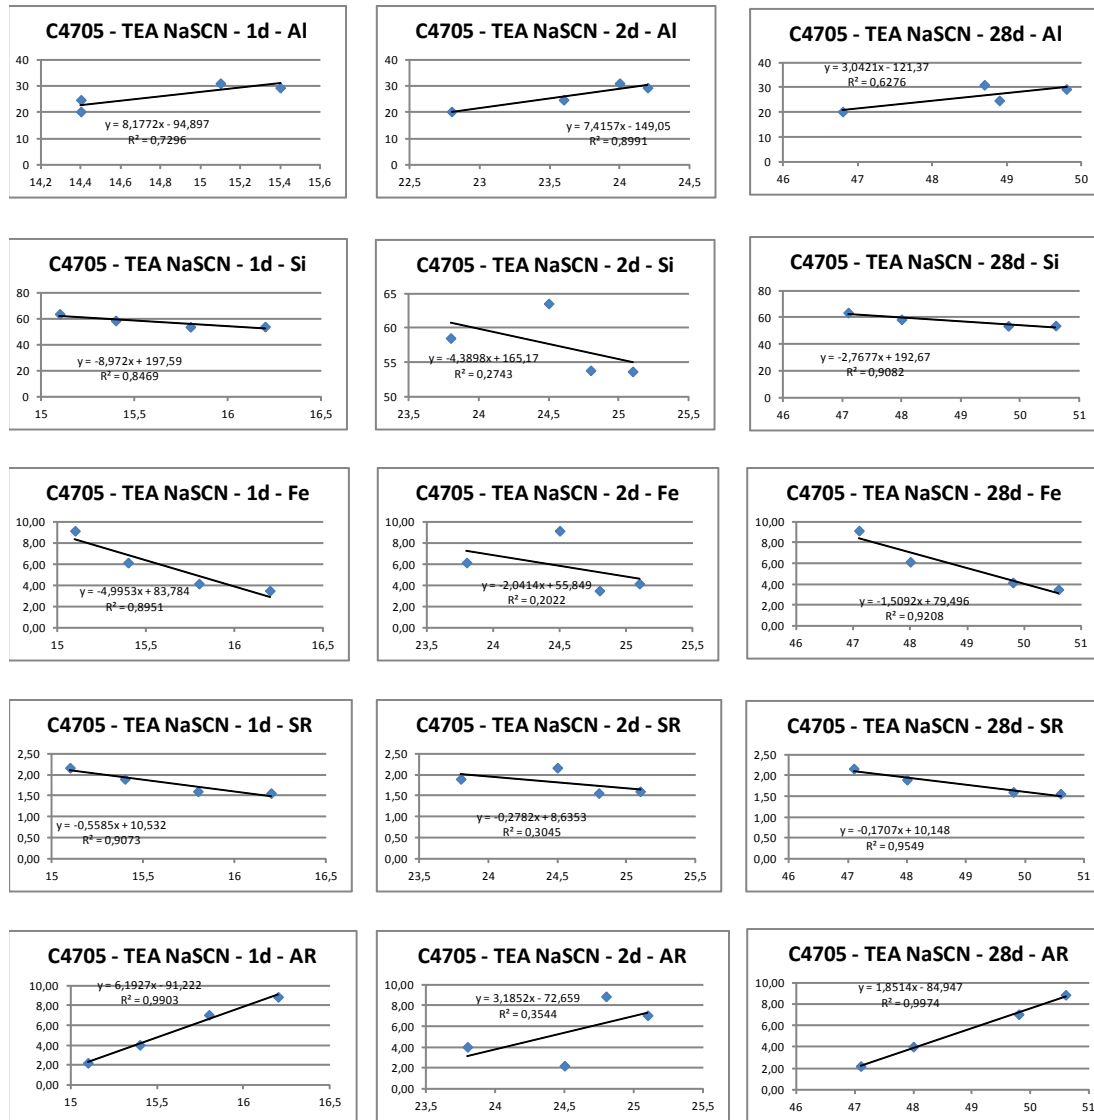 C4705 - TEA NaSCN - 1d - Al
40
30
20
10
0
y = 8,1772x - 94,897
R² = 0,7296
14,2 14,4 14,6 14,8 15 15,2 15,4 15,6
C4705 - TEA NaSCN - 2d - Al
40
30
20
10
0
y = 7,4157x - 149,05
R² = 0,8991
22,5 23 23,5 24 24,5
C4705 - TEA NaSCN - 28d - Al
40
30
20
10
0
y = 3,0421x - 121,37
R² = 0,6276
46 47 48 49 50
C4705 - TEA NaSCN - 1d - Si
80
60
40
20
0
y = -8,972x + 197,59
R² = 0,8469
15 15,5 16 16,5
C4705 - TEA NaSCN - 2d - Si
65
60
55
50
y = -4,3898x + 165,17
R² = 0,2743
23,5 24 24,5 25 25,5
C4705 - TEA NaSCN - 28d - Si
80
60
40
20
0
y = -2,7677x + 192,67
R² = 0,9082
46 47 48 49 50 51
C4705 - TEA NaSCN - 1d - Fe
10,00
8,00
6,00
4,00
2,00
0,00
y = -4,9953x + 83,784
R² = 0,8951
15 15,5 16 16,5
C4705 - TEA NaSCN - 2d - Fe
10,00
8,00
6,00
4,00
2,00
0,00
y = -2,0414x + 55,849
R² = 0,2022
23,5 24 24,5 25 25,5
C4705 - TEA NaSCN - 28d - Fe
10,00
8,00
6,00
4,00
2,00
0,00
y = -1,5092x + 79,496
R² = 0,9208
46 47 48 49 50 51
C4705 - TEA NaSCN - 1d - SR
2,50
2,00
1,50
1,00
0,50
0,00
y = -0,5585x + 10,532
R² = 0,9073
15 15,5 16 16,5
C4705 - TEA NaSCN - 2d - SR
2,50
2,00
1,50
1,00
0,50
0,00
y = -0,2782x + 8,6353
R² = 0,3045
23,5 24 24,5 25 25,5
C4705 - TEA NaSCN - 28d - SR
2,50
2,00
1,50
1,00
0,50
0,00
y = -0,1707x + 10,148
R² = 0,9549
46 47 48 49 50 51
C4705 - TEA NaSCN - 1d - AR
10,00
8,00
6,00
4,00
2,00
0,00
y = 6,1927x - 91,222
R² = 0,9903
15 15,5 16 16,5
C4705 - TEA NaSCN - 2d - AR
10,00
8,00
6,00
4,00
2,00
0,00
y = 3,1852x - 72,659
R² = 0,3544
23,5 24 24,5 25 25,5
C4705 - TEA NaSCN - 28d - AR
10,00
8,00
6,00
4,00
2,00
0,00
y = 1,8514x - 84,947
R² = 0,9974
46 47 48 49 50 51